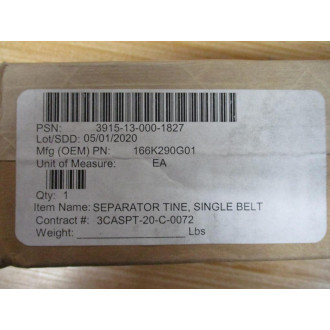 PSN: 3915-13-000-1827
Lot/SDD: 05/01/2020
Mfg (OEM) PN: 166K290G01
Unit of Measure: EA
Qty: 1
Item Name: SEPARATOR TINE, SINGLE BELT
Contract #: 3CASPT-20-C-0072
Weight: ____________________ Lbs